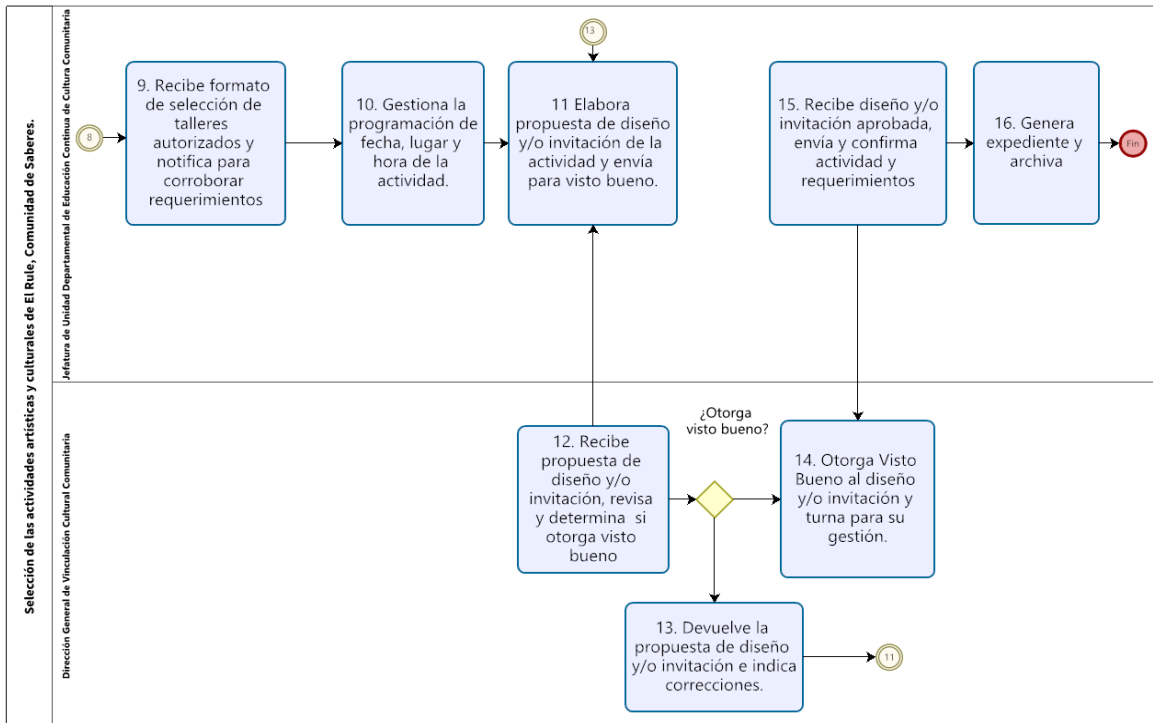 Selección de las actividades artísticas y culturales de El Rule, Comunidad de Saberes.
Jefatura de Unidad Departamental de Educación Continua de Cultura Comunitaria
8
9. Recibe formato
de selección de
talleres
autorizados y
notifica para
corroborar
requerimientos
10. Gestiona la
programación de
fecha, lugar y
hora de la
actividad.
13
11 Elabora
propuesta de diseño
y/o invitación de la
actividad y envía
para visto bueno.
15. Recibe diseño y/o
invitación aprobada,
envía y confirma
actividad y
requerimientos
16. Genera
expediente y
archiva
Fin
Dirección General de Vinculación Cultural Comunitaria
12. Recibe
propuesta de
diseño y/o
invitación, revisa
y determina si
otorga visto
bueno
¿Otorga
visto bueno?
14. Otorga Visto
Bueno al diseño
y/o invitación y
turna para su
gestión.
13. Devuelve la
propuesta de diseño
y/o invitación e indica
correcciones.
11